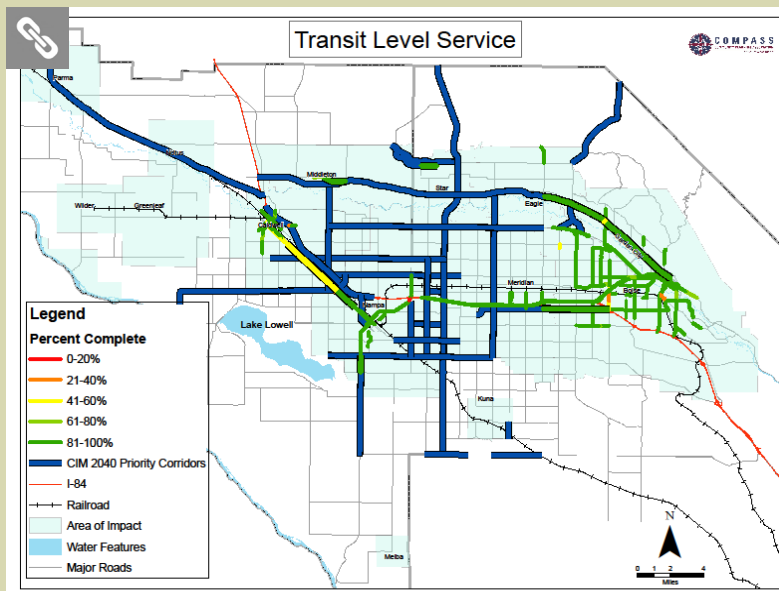 Transit Level Service
COMPASS
Parma
Notus
Middleton
Star
Eagle
Wilder
Greenleaf
Caldwell
Meridian
Boise
Nampa
Lake Lowell
Kuna
Melba
Legend
Percent Complete
0-20%
21-40%
41-60%
61-80%
81-100%
CIM 2040 Priority Corridors
I-84
Railroad
Area of Impact
Water Features
Major Roads
N
0 1 2 4
Miles